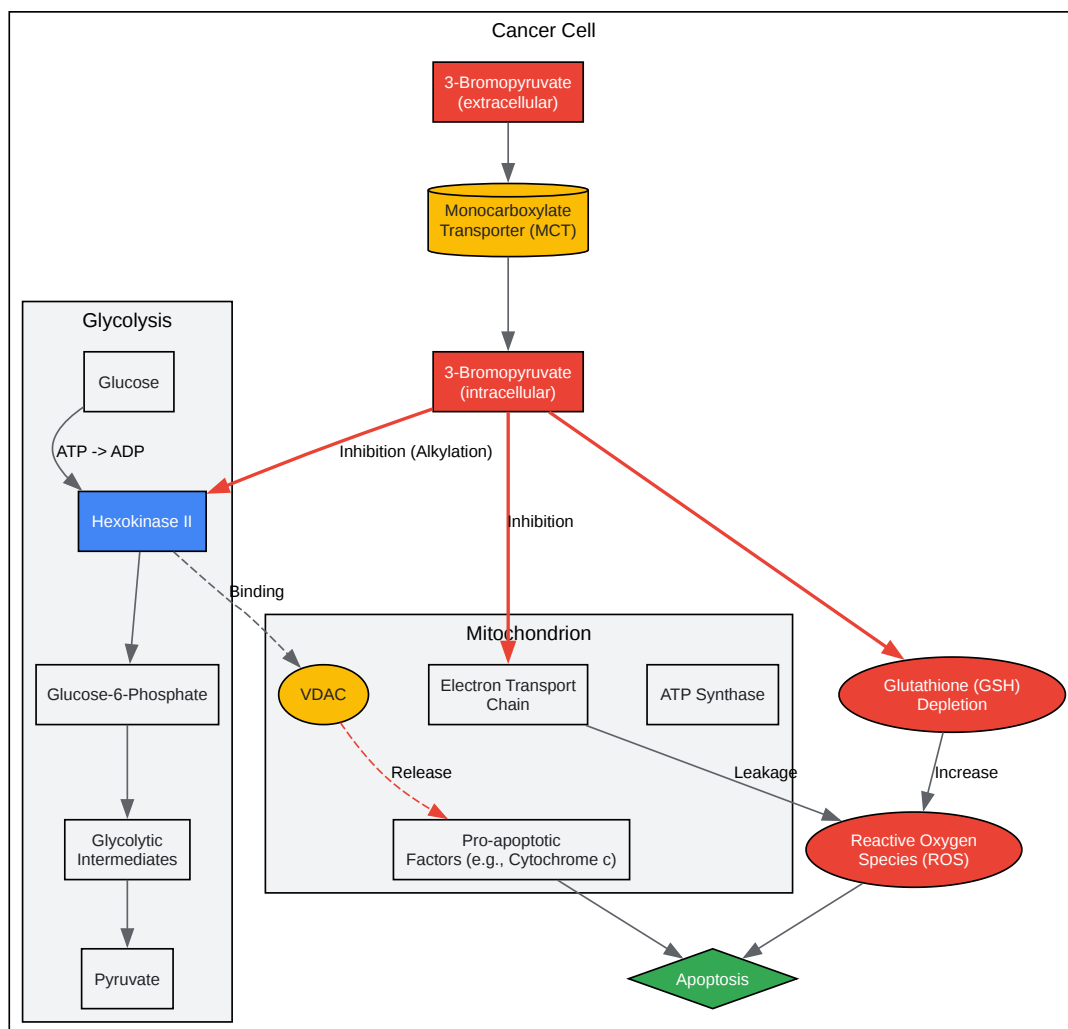 Cancer Cell
3-Bromopyruvate
(extracellular)
Monocarboxylate
Transporter (MCT)
Glycolysis
Glucose
3-Bromopyruvate
(intracellular)
ATP -> ADP
Inhibition (Alkylation)
Hexokinase II
Inhibition
Binding
Mitochondrion
Glucose-6-Phosphate
VDAC
Electron Transport
Chain
ATP Synthase
Glutathione (GSH)
Depletion
Release
Leakage
Increase
Glycolytic
Intermediates
Pro-apoptotic
Factors (e.g., Cytochrome c)
Reactive Oxygen
Species (ROS)
Pyruvate
Apoptosis